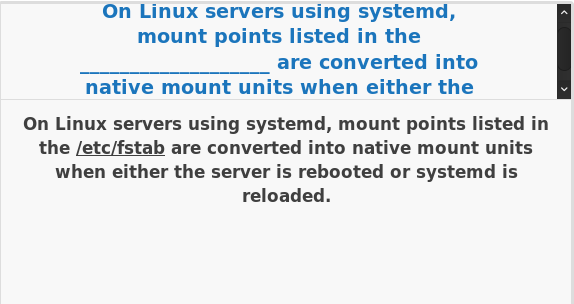 On Linux servers using systemd,
mount points listed in the
___________________ are converted into
native mount units when either the
On Linux servers using systemd, mount points listed in
the /etc/fstab are converted into native mount units
when either the server is rebooted or systemd is
reloaded.